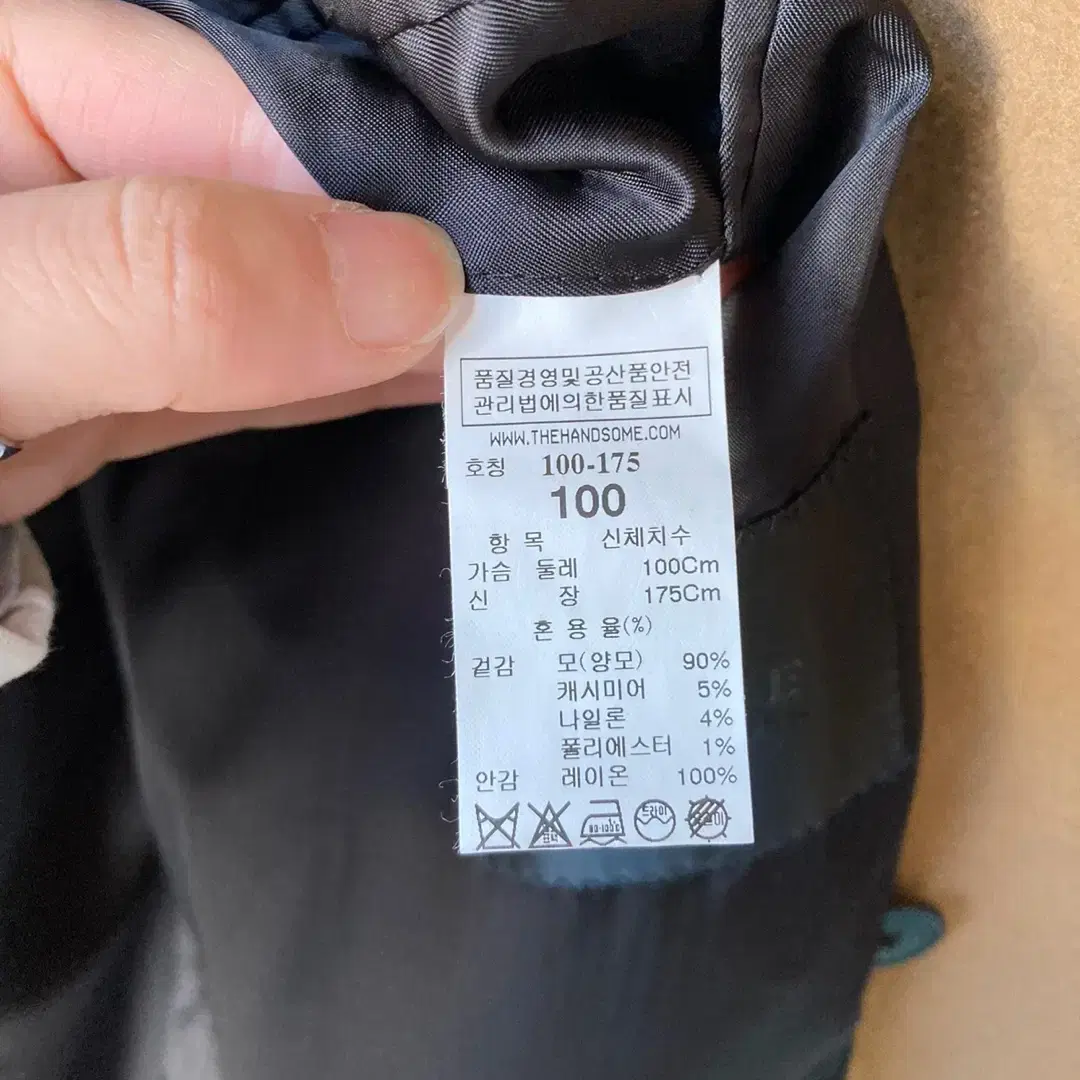 품질경영및공산품안전
관리법에의한품질표시
WWW.THEHANDSOME.COM
호칭 100-175
100
항 목 신체치수
가슴 둘레 100Cm
신 장 175Cm
혼 용 율(%)
겉감 모(양모) 90%
캐시미어 5%
나일론 4%
폴리에스터 1%
안감 레이온 100%
드라이